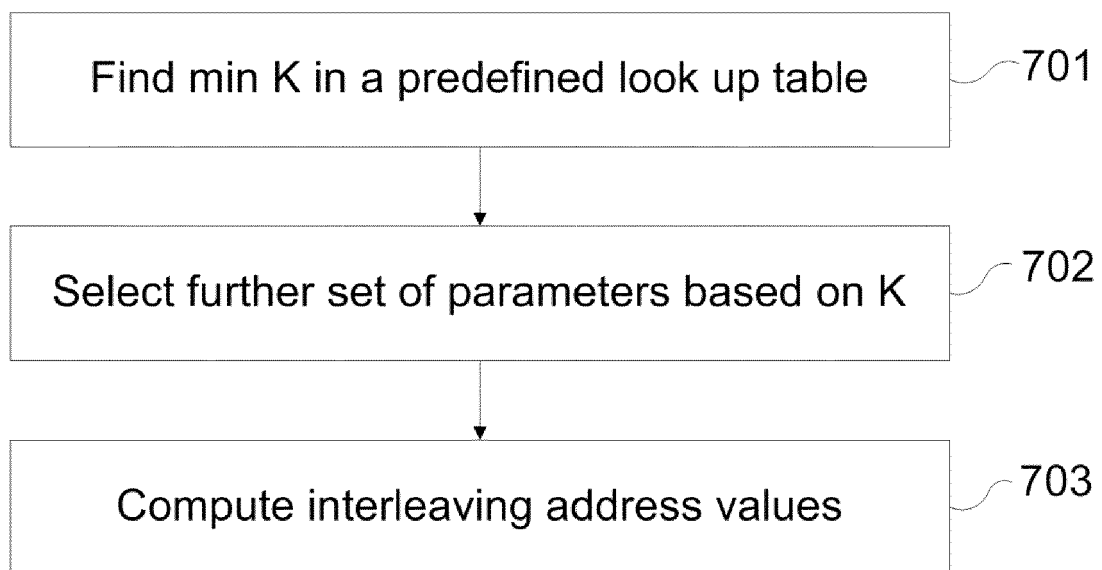 Find min K in a predefined look up table
701
Select further set of parameters based on K
702
Compute interleaving address values
703